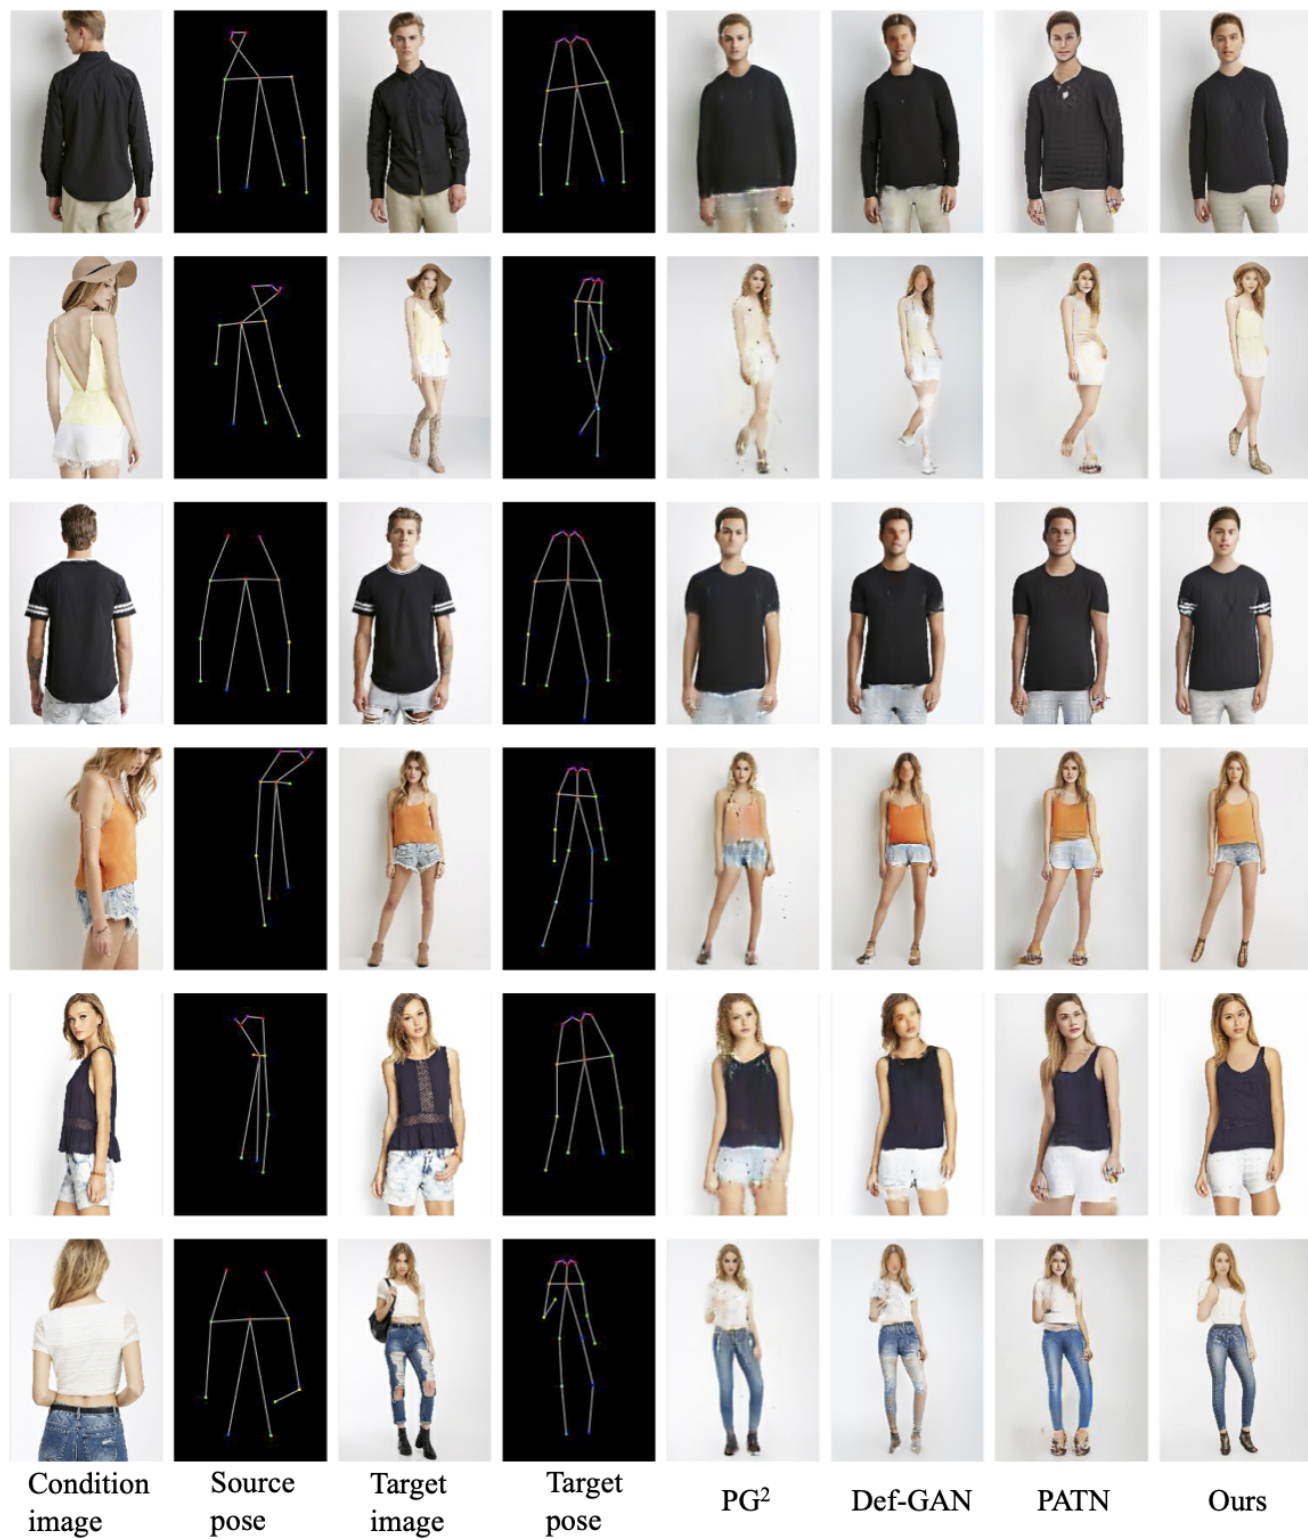 Condition image
Source pose
Target image
Target pose
PG²
Def-GAN
PATN
Ours